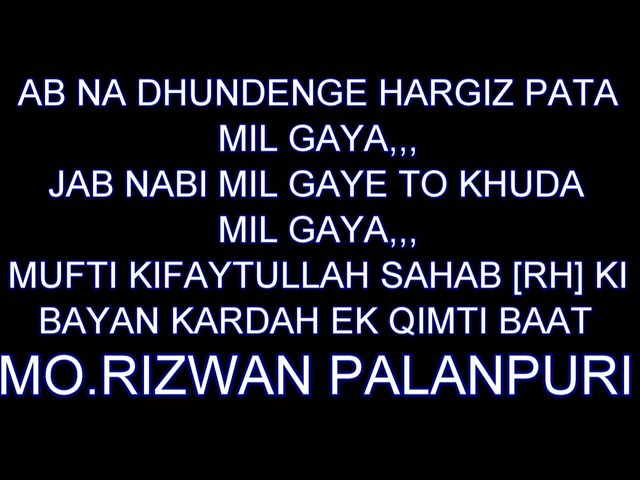 AB NA DHUNDENGE HARGIZ PATA
MIL GAYA,,,
JAB NABI MIL GAYE TO KHUDA
MIL GAYA,,,
MUFTI KIFAYTULLAH SAHAB [RH] KI
BAYAN KARDAH EK QIMTI BAAT
MO.RIZWAN PALANPURI